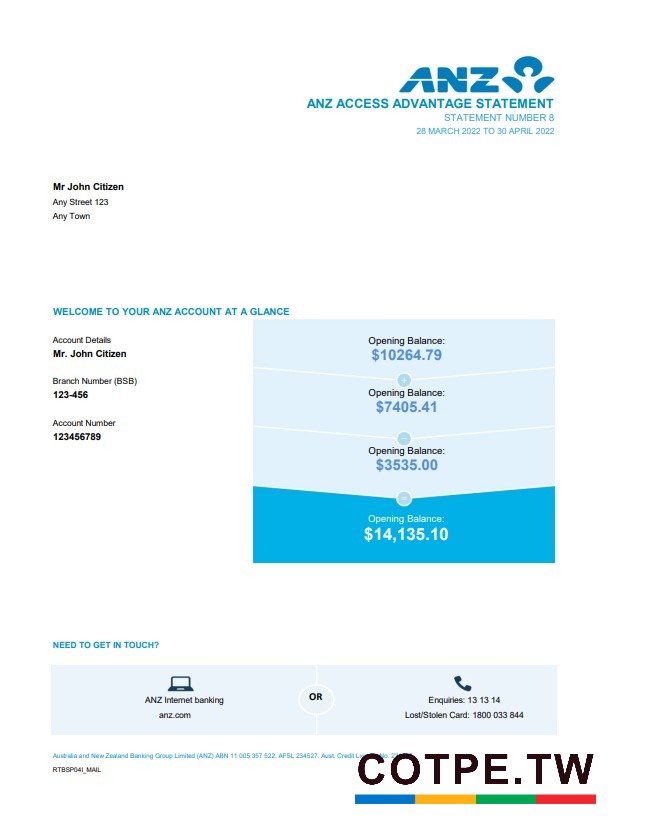 ANZ
ANZ ACCESS ADVANTAGE STATEMENT
STATEMENT NUMBER 8
28 MARCH 2022 TO 30 APRIL 2022
Mr John Citizen
Any Street 123
Any Town
WELCOME TO YOUR ANZ ACCOUNT AT A GLANCE
Account Details
Mr. John Citizen
Branch Number (BSB)
123-456
Account Number
123456789
Opening Balance:
$10264.79
+
Opening Balance:
$7405.41
-
Opening Balance:
$3535.00
=
Opening Balance:
$14,135.10
NEED TO GET IN TOUCH?
ANZ Internet banking
anz.com
OR
Enquiries: 13 13 14
Lost/Stolen Card: 1800 033 844
Australia and New Zealand Banking Group Limited (ANZ) ABN 11 005 357 522. AFSL 234527. Aust. Credit No.
RTBSP04I_MAIL
COTPE.TW